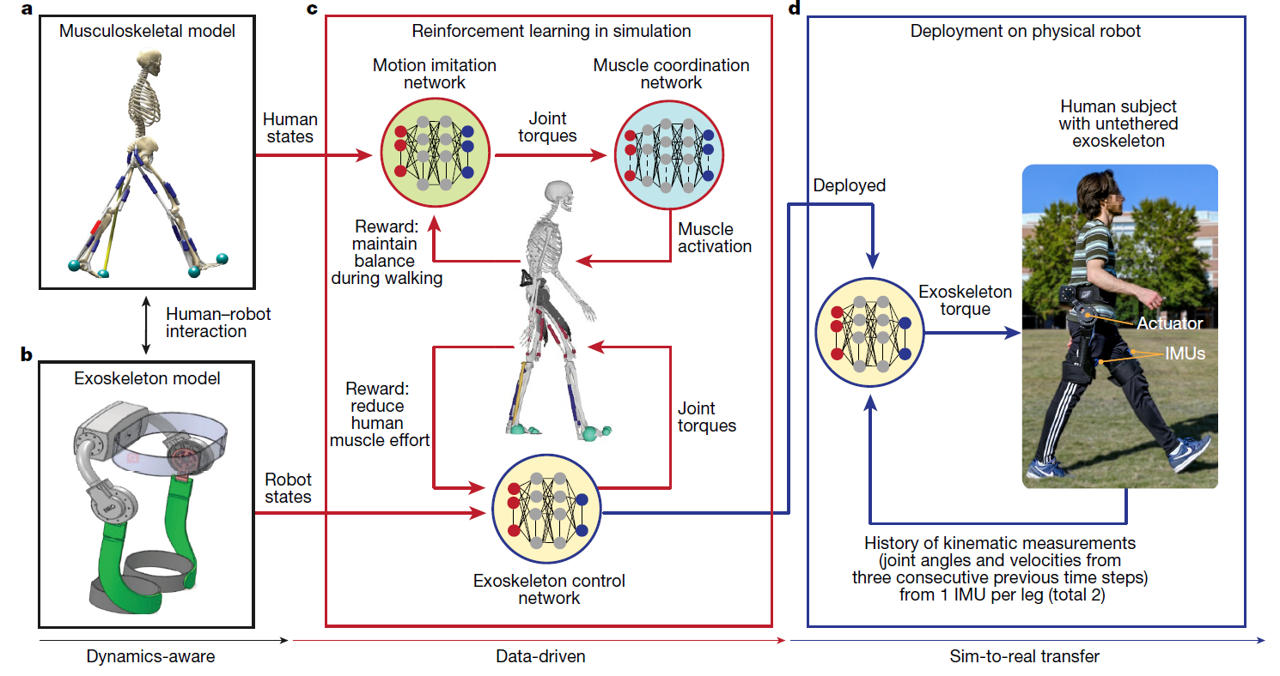 a
Musculoskeletal model
Human–robot
interaction
b
Exoskeleton model
Dynamics-aware
Human
states
Robot
states
c
Reinforcement learning in simulation
Motion imitation
network
Joint
torques
Muscle coordination
network
Reward:
maintain
balance
during walking
Muscle
activation
Reward:
reduce
human
muscle effort
Joint
torques
Exoskeleton control
network
Data-driven
d
Deployment on physical robot
Deployed
Human subject
with untethered
exoskeleton
Exoskeleton
torque
Actuator
IMUs
History of kinematic measurements
(joint angles and velocities from
three consecutive previous time steps)
from 1 IMU per leg (total 2)
Sim-to-real transfer